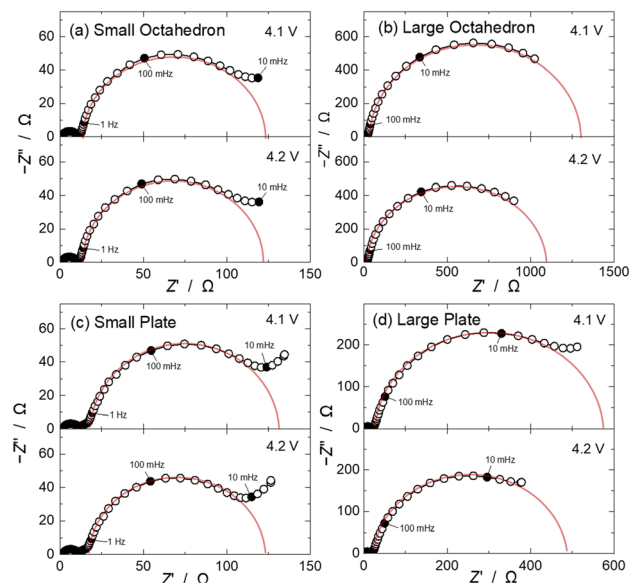 (a) Small Octahedron 4.1 V
60
40
20
0
100 mHz
10 mHz
1 Hz
4.2 V
60
40
20
0
100 mHz
10 mHz
1 Hz
0 50 100 150
-Z" / Ω
Z' / Ω
(b) Large Octahedron 4.1 V
600
400
200
0
10 mHz
100 mHz
4.2 V
600
400
200
0
10 mHz
100 mHz
0 500 1000 1500
Z' / Ω
(c) Small Plate 4.1 V
60
40
20
0
100 mHz
10 mHz
1 Hz
4.2 V
60
40
20
0
100 mHz
10 mHz
1 Hz
0 50 100 150
-Z" / Ω
Z' / Ω
(d) Large Plate 4.1 V
200
100
0
10 mHz
100 mHz
4.2 V
200
100
0
10 mHz
100 mHz
0 200 400 600
Z' / Ω